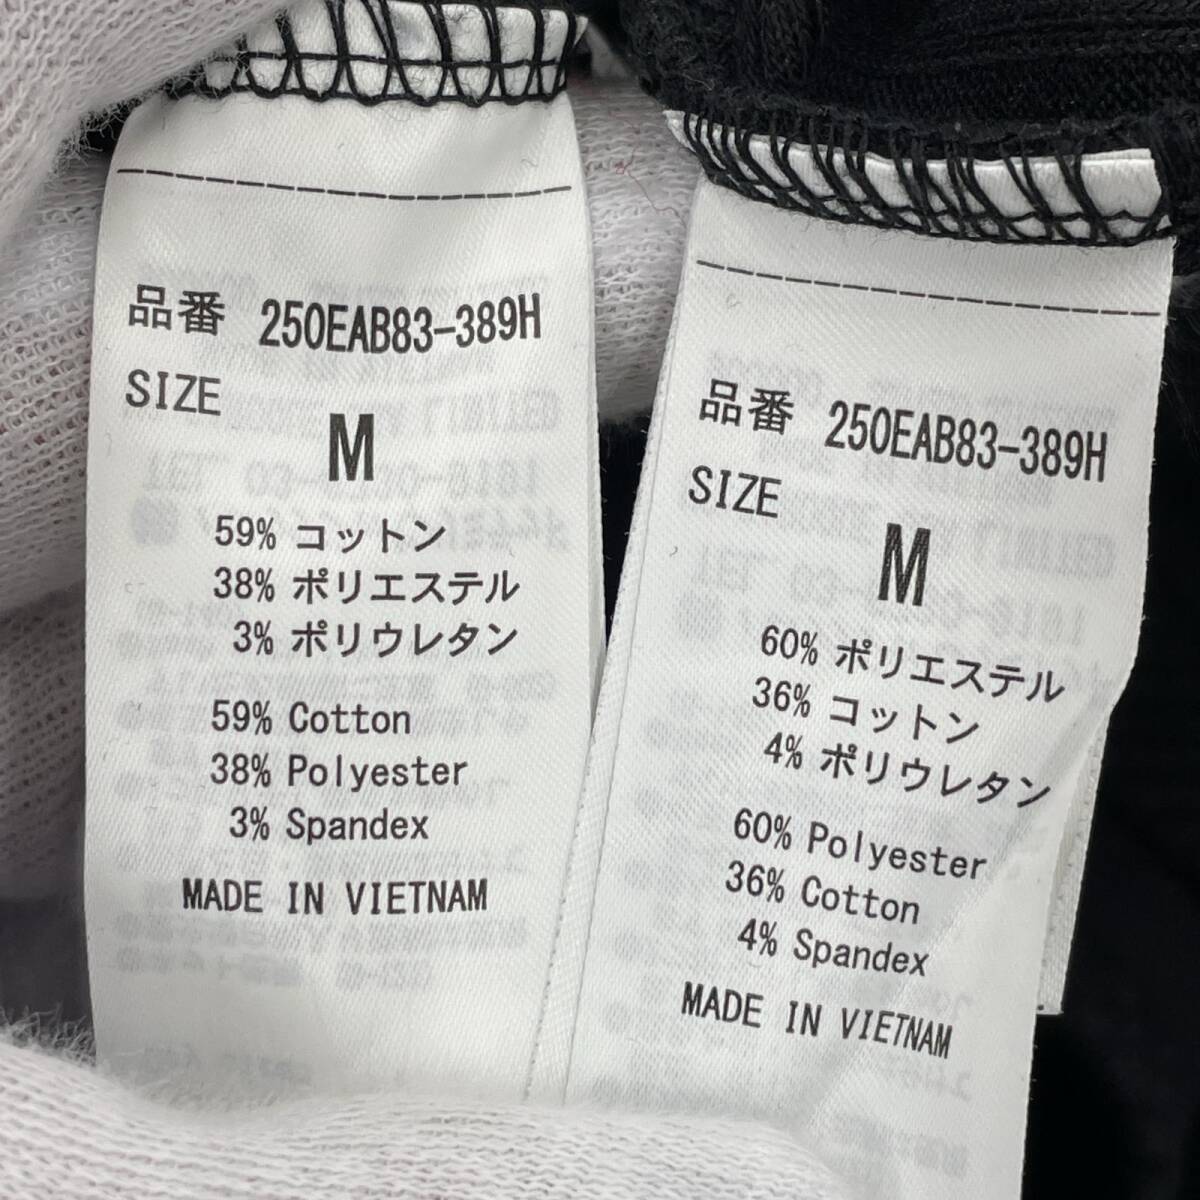 品番 250EAB83-389H
SIZE
M
59% コットン
38% ポリエステル
3% ポリウレタン
59% Cotton
38% Polyester
3% Spandex
MADE IN VIETNAM
品番 250EAB83-389H
SIZE
M
60% ポリエステル
36% コットン
4% ポリウレタン
60% Polyester
36% Cotton
4% Spandex
MADE IN VIETNAM